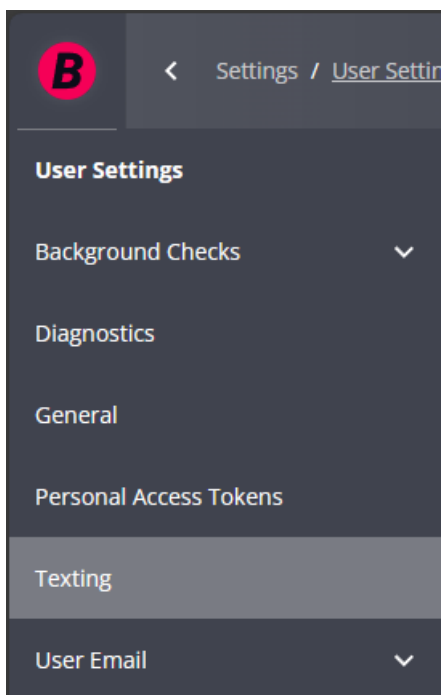 B
Settings / User Settin
User Settings
Background Checks
Diagnostics
General
Personal Access Tokens
Texting
User Email